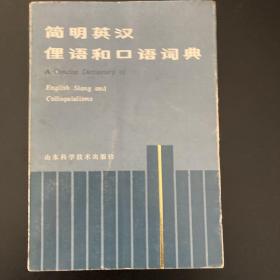 简明英汉
俚语和口语词典
A Concise Dictionary of
English Slang and
Colloquialisms
山东科学技术出版社